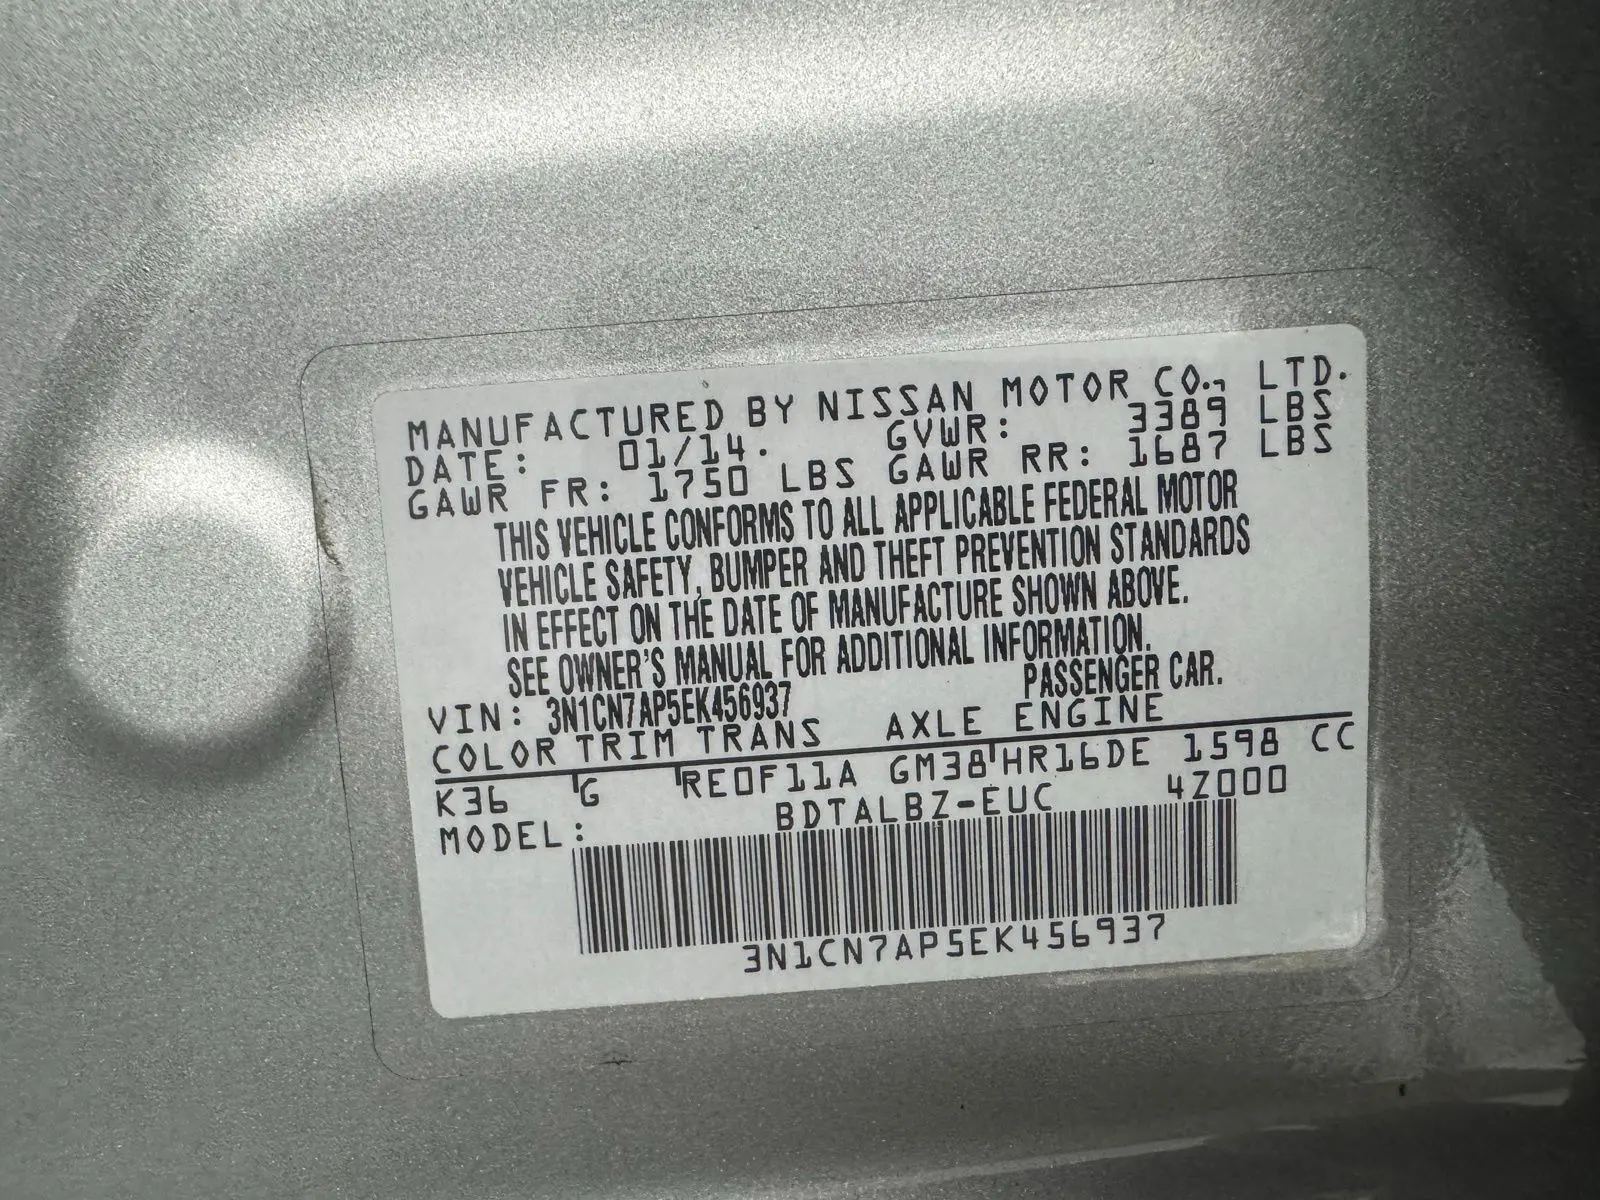 MANUFACTURED BY NISSAN MOTOR CO., LTD.
DATE: 01/14. GVWR: 3389 LBS
GAWR FR: 1750 LBS GAWR RR: 1687 LBS
THIS VEHICLE CONFORMS TO ALL APPLICABLE FEDERAL MOTOR
VEHICLE SAFETY, BUMPER AND THEFT PREVENTION STANDARDS
IN EFFECT ON THE DATE OF MANUFACTURE SHOWN ABOVE.
SEE OWNER'S MANUAL FOR ADDITIONAL INFORMATION.
VIN: 3N1CN7AP5EK456937 PASSENGER CAR.
COLOR TRIM TRANS AXLE ENGINE
K36 G RE0F11A GM38 HR16DE 1598 CC
MODEL: BDTALBZ-EUC 4Z000
3N1CN7AP5EK456937